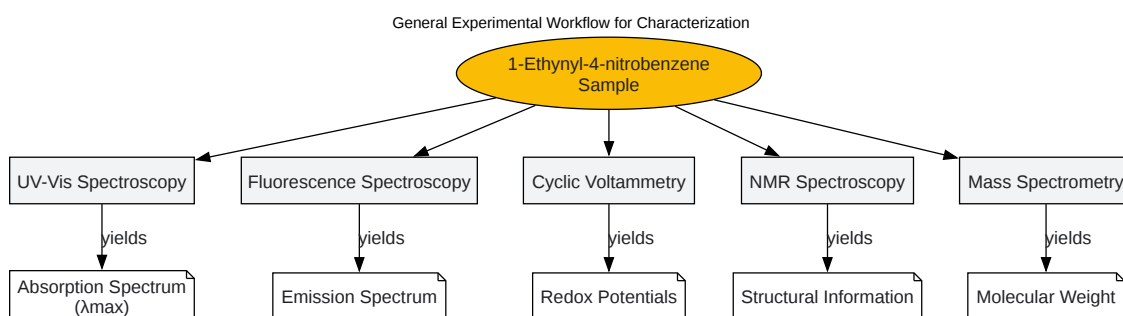 General Experimental Workflow for Characterization
1-Ethynyl-4-nitrobenzene
Sample
UV-Vis Spectroscopy
Fluorescence Spectroscopy
Cyclic Voltammetry
NMR Spectroscopy
Mass Spectrometry
yields
yields
yields
yields
yields
Absorption Spectrum
(λmax)
Emission Spectrum
Redox Potentials
Structural Information
Molecular Weight